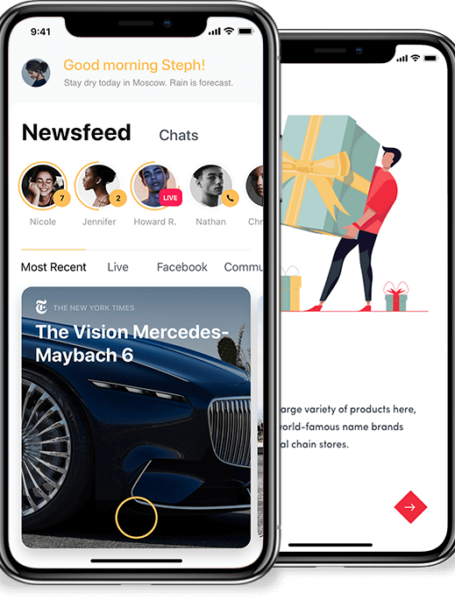 9:41
Good morning Steph!
Stay dry today in Moscow. Rain is forecast.
Newsfeed Chats
7 2 LIVE
Nicole Jennifer Howard R. Nathan Chr
Most Recent Live Facebook Commu
THE NEW YORK TIMES
The Vision Mercedes-
Maybach 6
arge variety of products here,
orld-famous name brands
al chain stores.